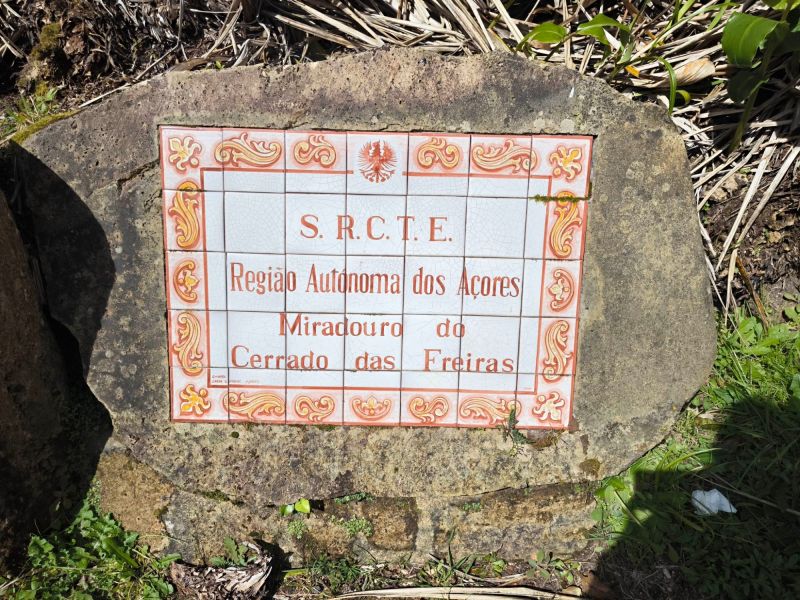 S. R.C.T. E.
Região Autónoma dos Açores
Miradouro do
Cerrado das Freiras